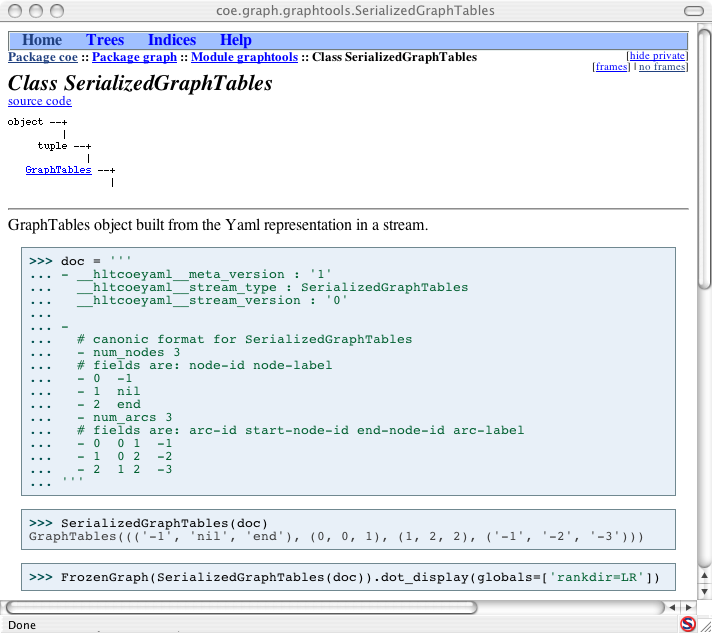 coe.graph.graphtools.SerializedGraphTables
Home Trees Indices Help
Package coe :: Package graph :: Module graphtools :: Class SerializedGraphTables
[hide private]
[frames] | no frames]
Class SerializedGraphTables
source code
object --+
|
tuple --+
|
GraphTables --+
|
GraphTables object built from the Yaml representation in a stream.
>>> doc = '''
... - __hltcoeyaml__meta_version : '1'
...   __hltcoeyaml__stream_type : SerializedGraphTables
...   __hltcoeyaml__stream_version : '0'
...
... -
...   # canonic format for SerializedGraphTables
...   - num_nodes 3
...   # fields are: node-id node-label
...   - 0  -1
...   - 1  nil
...   - 2  end
...   - num_arcs 3
...   # fields are: arc-id start-node-id end-node-id arc-label
...   - 0  0 1  -1
...   - 1  0 2  -2
...   - 2  1 2  -3
... '''
>>> SerializedGraphTables(doc)
GraphTables((('-1', 'nil', 'end'), (0, 0, 1), (1, 2, 2), ('-1', '-2', '-3')))
>>> FrozenGraph(SerializedGraphTables(doc)).dot_display(globals=['rankdir=LR'])
Done